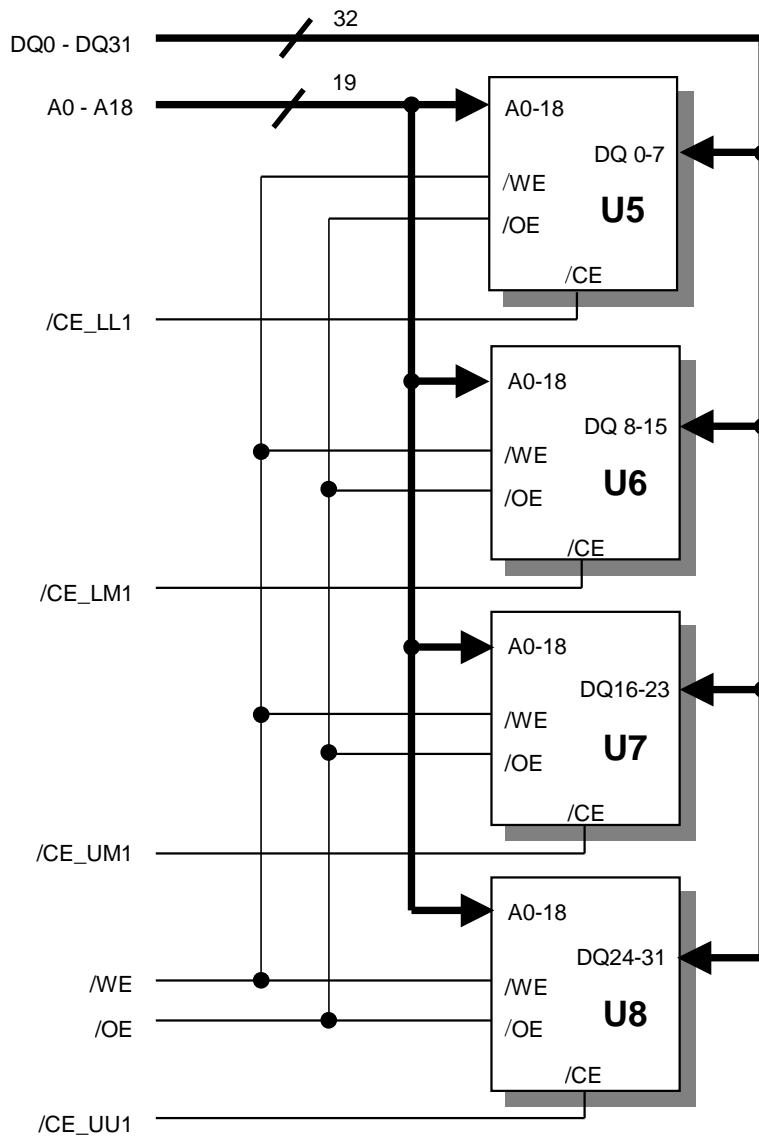 32
DQ0 - DQ31
19
A0 - A18
A0-18
DQ 0-7
/WE
U5
/OE
/CE
/CE_LL1
A0-18
DQ 8-15
/WE
U6
/OE
/CE
/CE_LM1
A0-18
DQ16-23
/WE
U7
/OE
/CE
/CE_UM1
A0-18
DQ24-31
/WE
/WE
U8
/OE
/OE
/CE
/CE_UU1